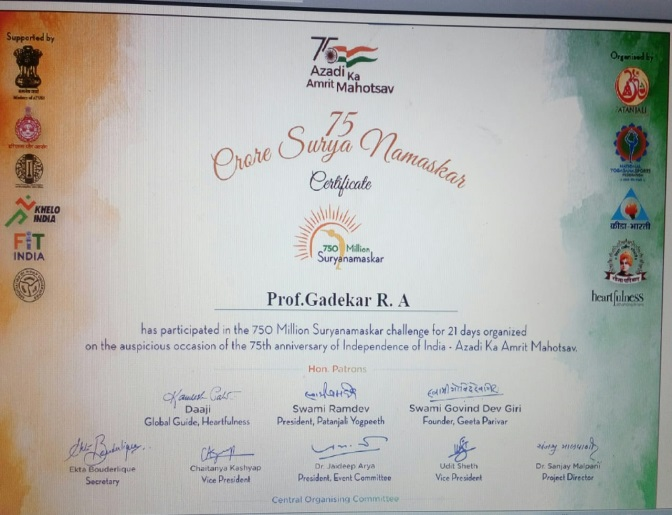 Supported by
Organised by
75
Azadi Ka
Amrit Mahotsav
75
Crore Surya Namaskar
Certificate
KHELO
INDIA
FIT
INDIA
क्रीडा-भारती
heartfulness
750 Million
Suryanamaskar
Prof.Gadekar R. A
has participated in the 750 Million Suryanamaskar challenge for 21 days organized
on the auspicious occasion of the 75th anniversary of Independence of India - Azadi Ka Amrit Mahotsav.
Hon. Patrons
Daaji
Global Guide, Heartfulness
Swami Ramdev
President, Patanjali Yogpeeth
Swami Govind Dev Giri
Founder, Geeta Parivar
Ekta Bouderlique
Secretary
Chaitanya Kashyap
Vice President
Dr. Jaideep Arya
President, Event Committee
Udit Sheth
Vice President
Dr. Sanjay Malpani
Project Director
Central Organising Committee